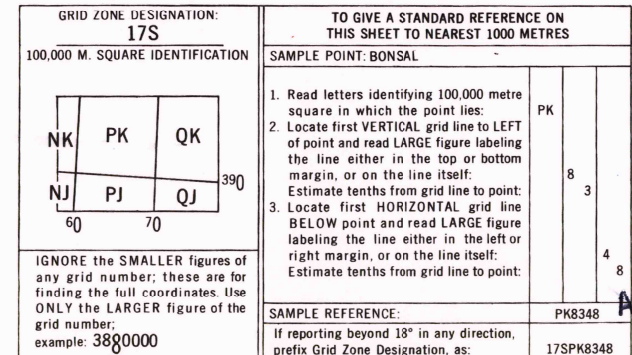 GRID ZONE DESIGNATION:
17S
100,000 M. SQUARE IDENTIFICATION
NK PK QK
390
NJ PJ QJ
60 70
IGNORE the SMALLER figures of
any grid number; these are for
finding the full coordinates. Use
ONLY the LARGER figure of the
grid number;
example: 3880000
TO GIVE A STANDARD REFERENCE ON
THIS SHEET TO NEAREST 1000 METRES
SAMPLE POINT: BONSAL
1. Read letters identifying 100,000 metre
square in which the point lies: PK
2. Locate first VERTICAL grid line to LEFT
of point and read LARGE figure labeling
the line either in the top or bottom
margin, or on the line itself: 8
Estimate tenths from grid line to point: 3
3. Locate first HORIZONTAL grid line
BELOW point and read LARGE figure
labeling the line either in the left or
right margin, or on the line itself: 4
Estimate tenths from grid line to point: 8
SAMPLE REFERENCE: PK8348
If reporting beyond 18° in any direction,
prefix Grid Zone Designation, as: 17SPK8348